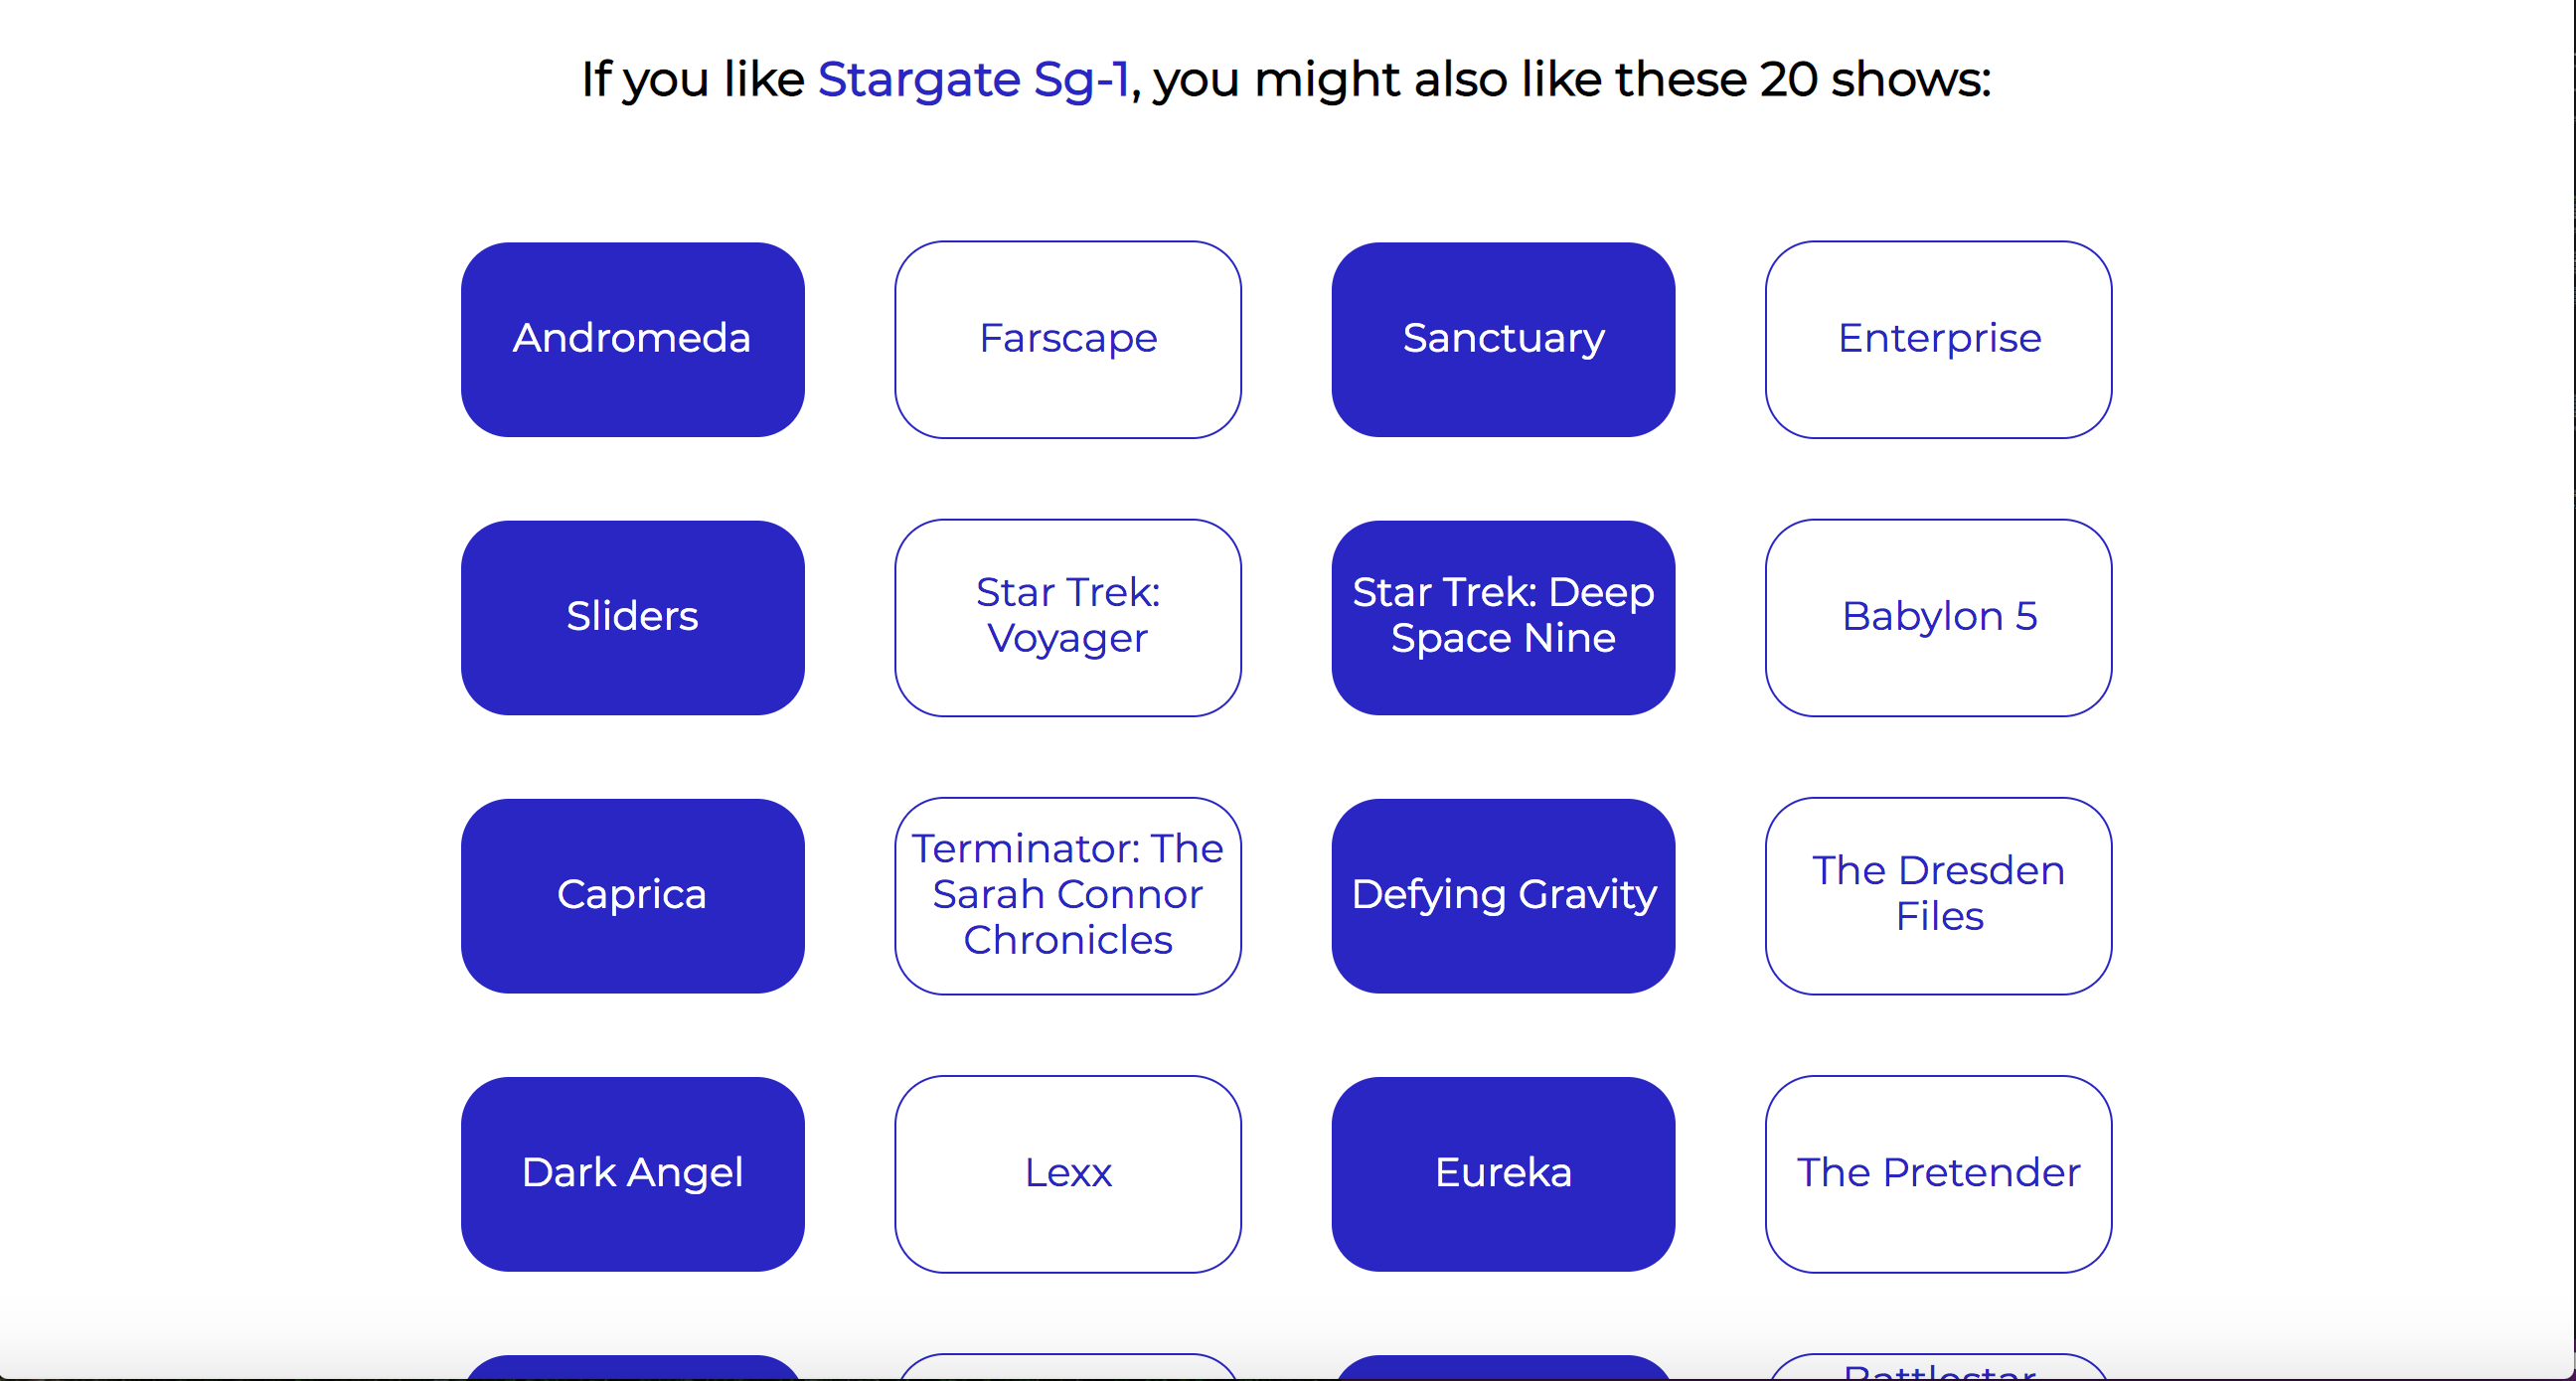 If you like Stargate Sg-1, you might also like these 20 shows:
Andromeda
Farscape
Sanctuary
Enterprise
Sliders
Star Trek:
Voyager
Star Trek: Deep
Space Nine
Babylon 5
Caprica
Terminator: The
Sarah Connor
Chronicles
Defying Gravity
The Dresden
Files
Dark Angel
Lexx
Eureka
The Pretender
Battlestar